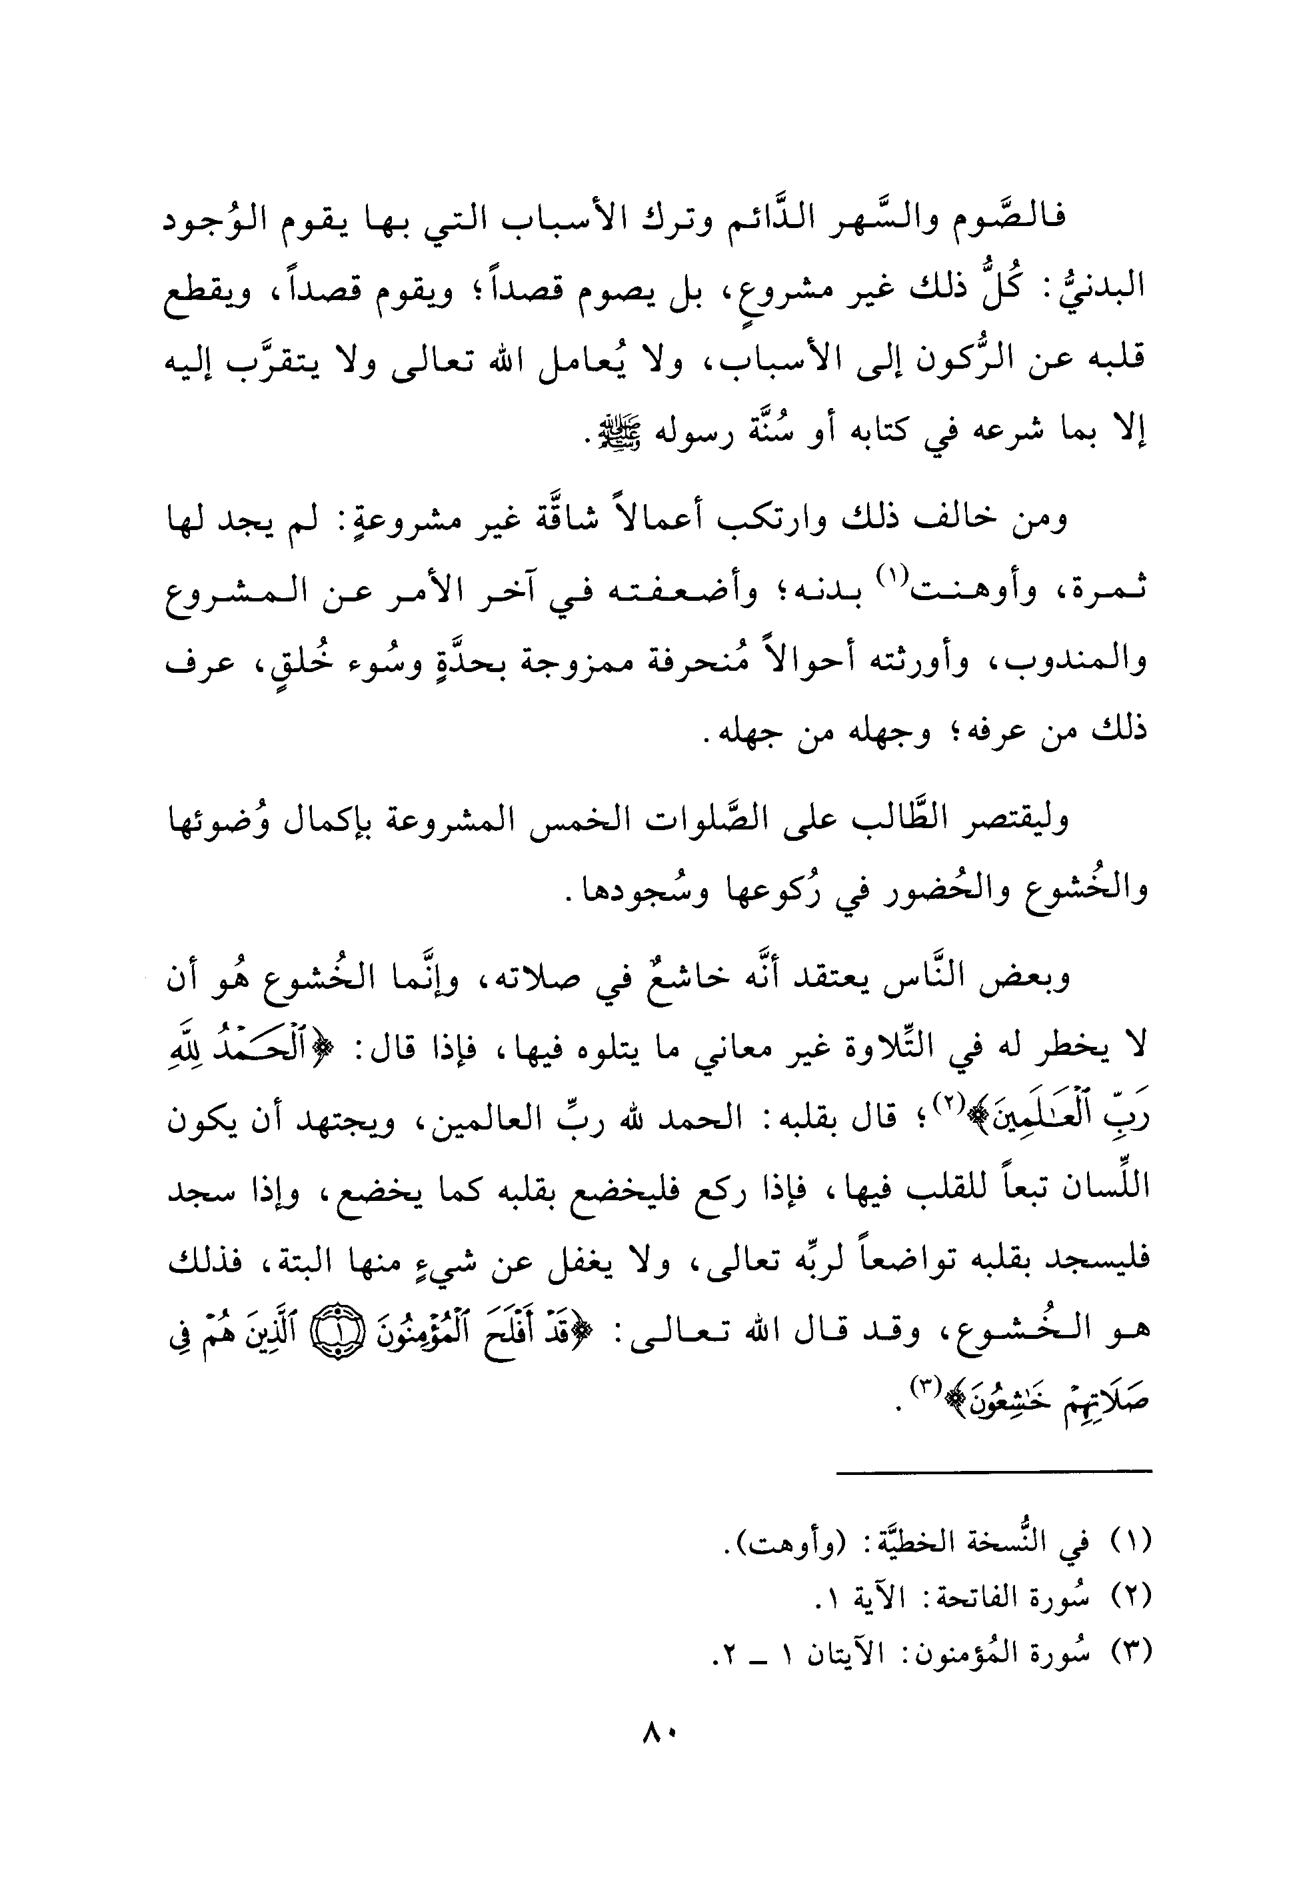 فالصَّوم والسَّهر الدَّائم وترك الأسباب التي بها يقوم الوُجود
البدنيُّ: كُلُّ ذلك غير مشروعٍ، بل يصوم قصداً؛ ويقوم قصداً، ويقطع
قلبه عن الرُّكون إلى الأسباب، ولا يُعامل الله تعالى ولا يتقرَّب إليه
إلا بما شرعه في كتابه أو سُنَّة رسوله ﷺ.
ومن خالف ذلك وارتكب أعمالاً شاقَّة غير مشروعةٍ: لم يجد لها
ثمرة، وأوهنت(١) بدنه؛ وأضعفته في آخر الأمر عن المشروع
والمندوب، وأورثته أحوالاً مُنحرفة ممزوجة بحدَّةٍ وسُوء خُلقٍ، عرف
ذلك من عرفه؛ وجهله من جهله.
وليقتصر الطَّالب على الصَّلوات الخمس المشروعة بإكمال وُضوئها
والخُشوع والحُضور في رُكوعها وسُجودها.
وبعض النَّاس يعتقد أنَّه خاشعٌ في صلاته، وإنَّما الخُشوع هُو أن
لا يخطر له في التِّلاوة غير معاني ما يتلوه فيها، فإذا قال: ﴿ٱلْحَمْدُ لِلَّهِ
رَبِّ ٱلْعَـٰلَمِينَ﴾(٢)؛ قال بقلبه: الحمد لله ربِّ العالمين، ويجتهد أن يكون
اللِّسان تبعاً للقلب فيها، فإذا ركع فليخضع بقلبه كما يخضع، وإذا سجد
فليسجد بقلبه تواضعاً لربِّه تعالى، ولا يغفل عن شيءٍ منها البتة، فذلك
هو الخُشوع، وقد قال الله تعالى: ﴿قَدْ أَفْلَحَ ٱلْمُؤْمِنُونَ ۝١ ٱلَّذِينَ هُمْ فِى
صَلَاتِهِمْ خَـٰشِعُونَ﴾(٣).
(١) في النُّسخة الخطيَّة: (وأوهت).
(٢) سُورة الفاتحة: الآية ١.
(٣) سُورة المُؤمنون: الآيتان ١ ـ ٢.
٨٠